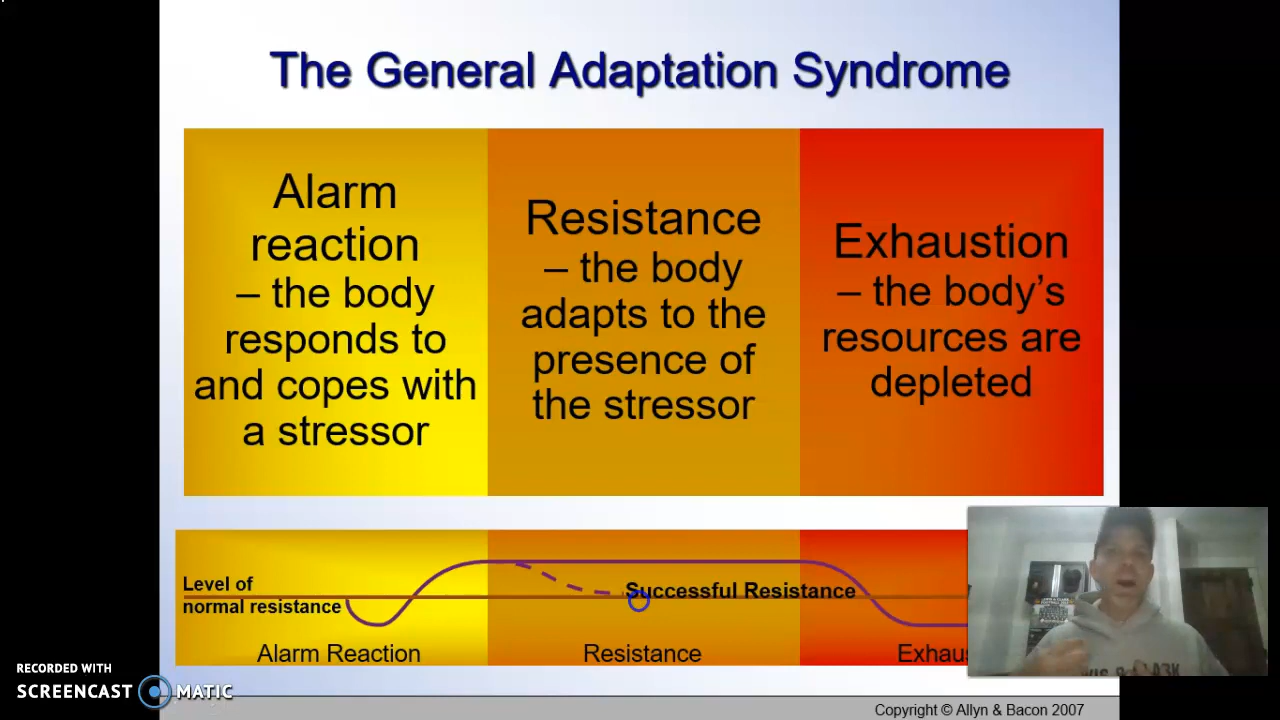 The General Adaptation Syndrome
Alarm
reaction
– the body
responds to
and copes with
a stressor
Resistance
– the body
adapts to the
presence of
the stressor
Exhaustion
– the body's
resources are
depleted
Level of
normal resistance
Successful Resistance
Alarm Reaction
Resistance
RECORDED WITH
SCREENCAST MATIC
Copyright © Allyn & Bacon 2007